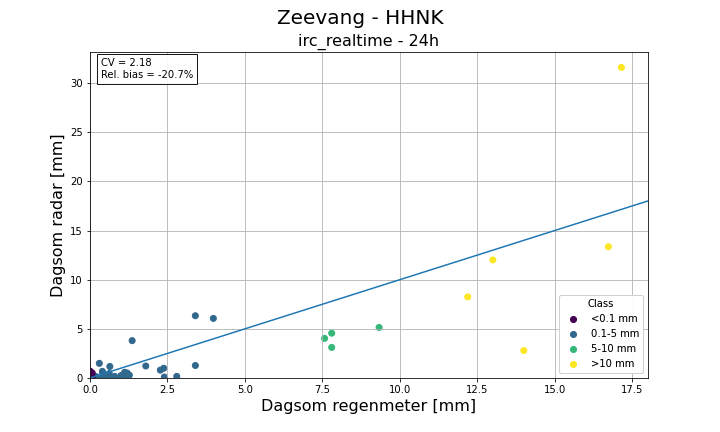 Zeevang - HHNK
irc_realtime - 24h
CV = 2.18
Rel. bias = -20.7%
Dagsom radar [mm]
30
25
20
15
10
5
0
0.0 2.5 5.0 7.5 10.0 12.5 15.0 17.5
Dagsom regenmeter [mm]
Class
<0.1 mm
0.1-5 mm
5-10 mm
>10 mm